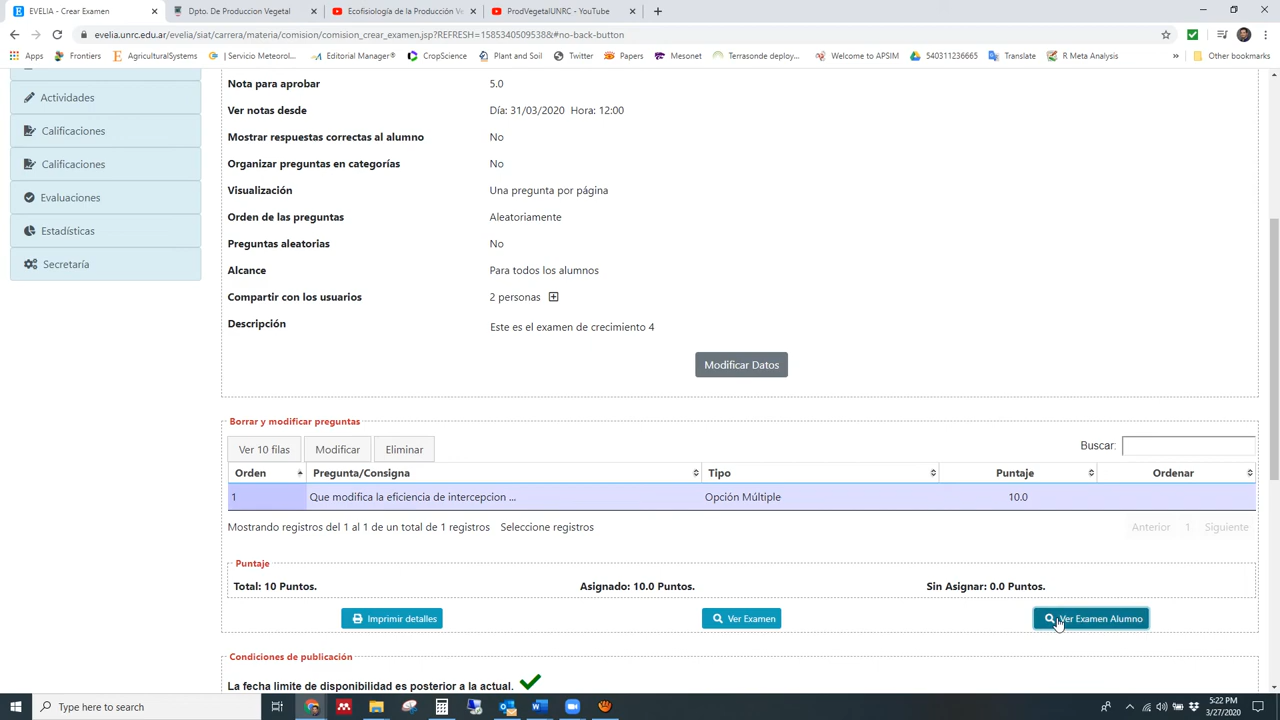 EVELIA - Crear Examen
Dpto. De Produccion Vegetal
Ecofisiología de la Producción Ve
ProdVegetalUNRC - YouTube
evelia.unrc.edu.ar/evelia/siat/carrera/materia/comision/comision_crear_examen.jsp?REFRESH=1585340509538&#no-back-button
Apps
Frontiers
AgriculturalSystems
| Servicio Meteorol...
Editorial Manager®
CropScience
Plant and Soil
Twitter
Papers
Mesonet
Terrasonde deploy...
Welcome to APSIM
540311236665
Translate
R Meta Analysis
»
Other bookmarks
Actividades
Calificaciones
Calificaciones
Evaluaciones
Estadísticas
Secretaría
Nota para aprobar 5.0
Ver notas desde Día: 31/03/2020 Hora: 12:00
Mostrar respuestas correctas al alumno No
Organizar preguntas en categorías No
Visualización Una pregunta por página
Orden de las preguntas Aleatoriamente
Preguntas aleatorias No
Alcance Para todos los alumnos
Compartir con los usuarios 2 personas
Descripción Este es el examen de crecimiento 4
Modificar Datos
Borrar y modificar preguntas
Ver 10 filas Modificar Eliminar Buscar:
Orden Pregunta/Consigna Tipo Puntaje Ordenar
1 Que modifica la eficiencia de intercepcion ... Opción Múltiple 10.0
Mostrando registros del 1 al 1 de un total de 1 registros Seleccione registros Anterior 1 Siguiente
Puntaje
Total: 10 Puntos. Asignado: 10.0 Puntos. Sin Asignar: 0.0 Puntos.
Imprimir detalles Ver Examen Ver Examen Alumno
Condiciones de publicación
La fecha limite de disponibilidad es posterior a la actual.
Type here to search
5:22 PM
3/27/2020